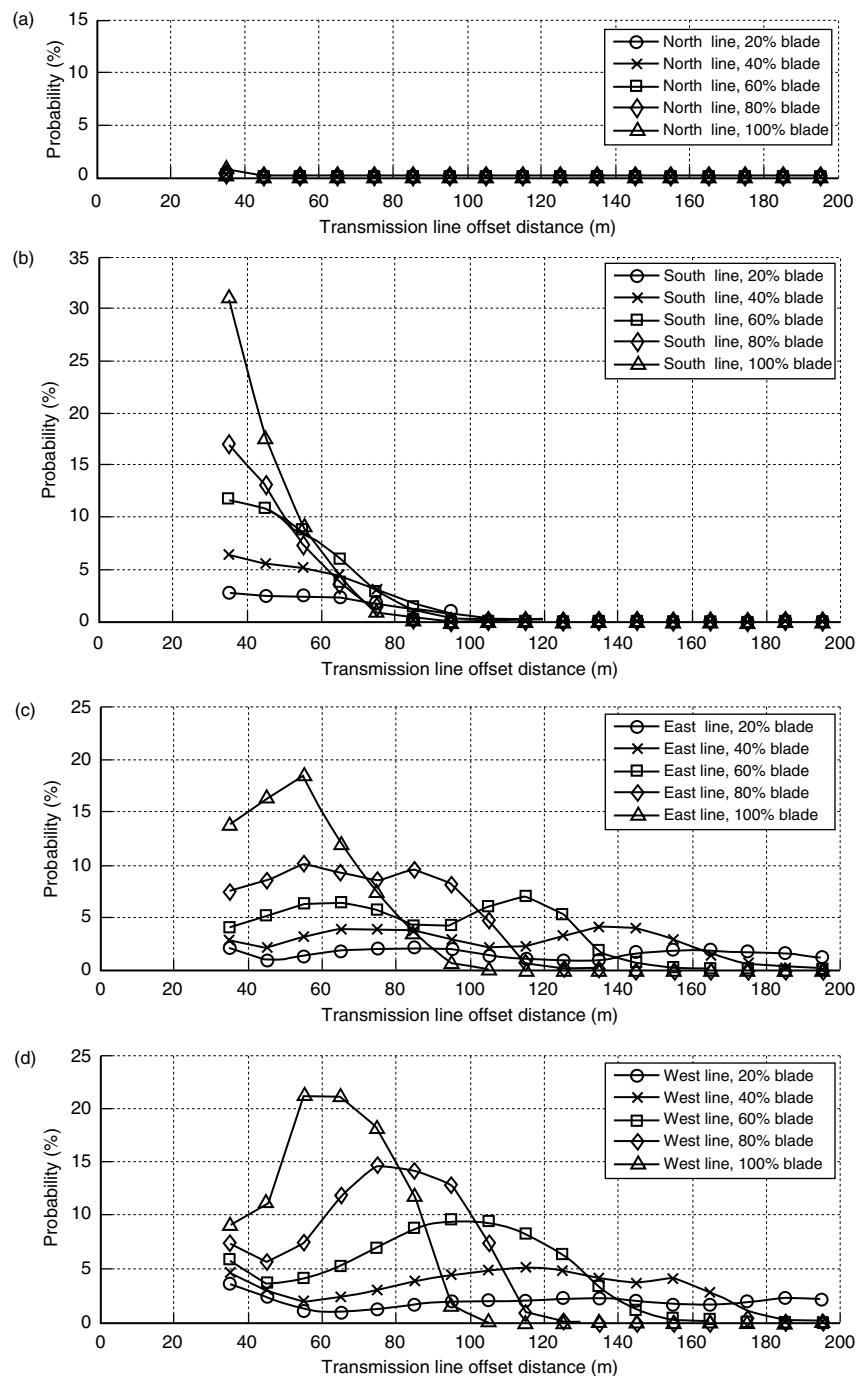 (a)
15
10
5
0
Probability (%)
North line, 20% blade
North line, 40% blade
North line, 60% blade
North line, 80% blade
North line, 100% blade
0 20 40 60 80 100 120 140 160 180 200
Transmission line offset distance (m)
(b)
35
30
25
20
15
10
5
0
Probability (%)
South line, 20% blade
South line, 40% blade
South line, 60% blade
South line, 80% blade
South line, 100% blade
0 20 40 60 80 100 120 140 160 180 200
Transmission line offset distance (m)
(c)
25
20
15
10
5
0
Probability (%)
East line, 20% blade
East line, 40% blade
East line, 60% blade
East line, 80% blade
East line, 100% blade
0 20 40 60 80 100 120 140 160 180 200
Transmission line offset distance (m)
(d)
25
20
15
10
5
0
Probability (%)
West line, 20% blade
West line, 40% blade
West line, 60% blade
West line, 80% blade
West line, 100% blade
0 20 40 60 80 100 120 140 160 180 200
Transmission line offset distance (m)